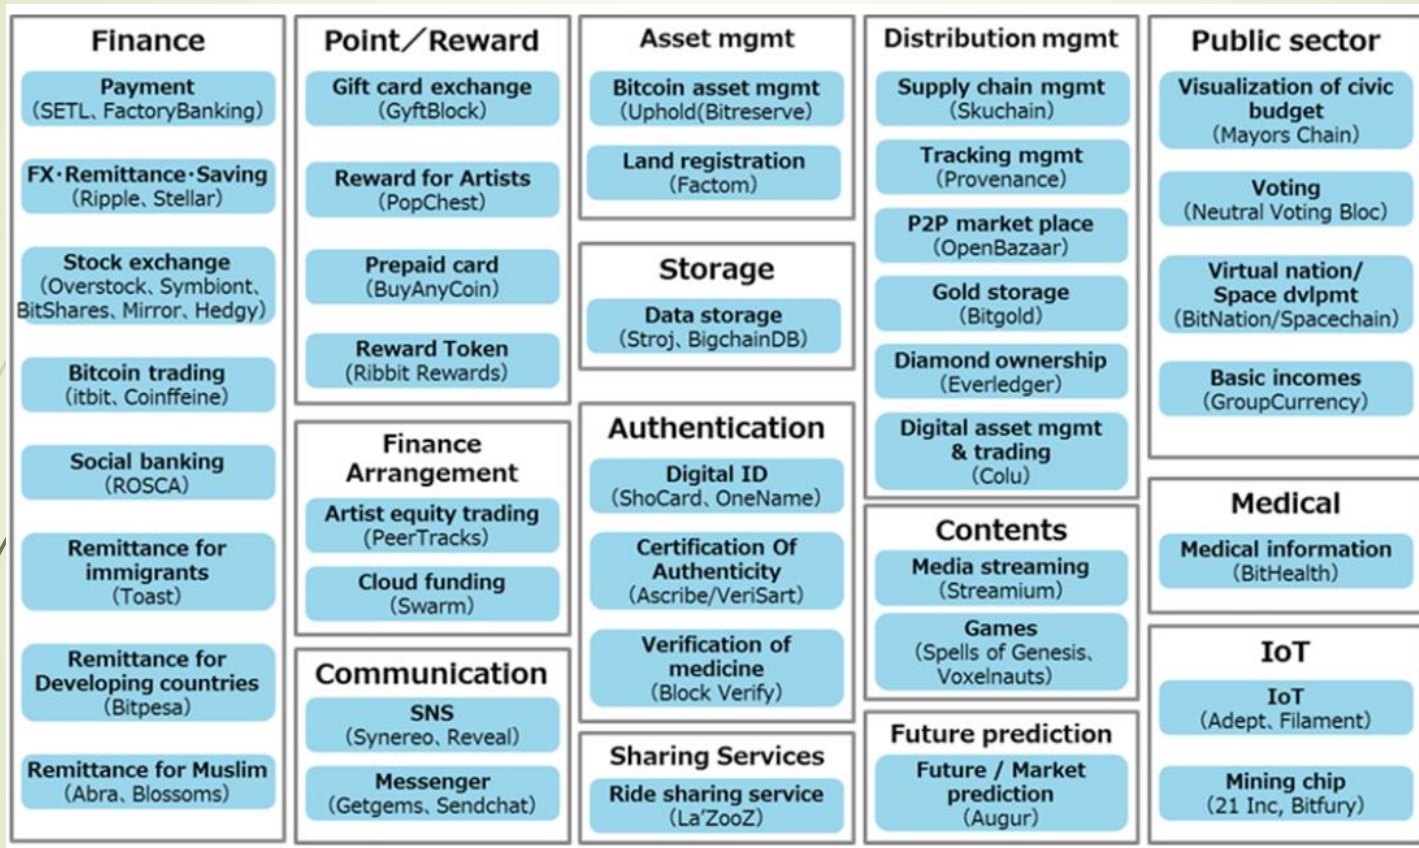 Finance
Payment
(SETL、FactoryBanking)
FX・Remittance・Saving
(Ripple、Stellar)
Stock exchange
(Overstock、Symbiont、
BitShares、Mirror、Hedgy)
Bitcoin trading
(itbit、Coinffeine)
Social banking
(ROSCA)
Remittance for
immigrants
(Toast)
Remittance for
Developing countries
(Bitpesa)
Remittance for Muslim
(Abra、Blossoms)
Point／Reward
Gift card exchange
(GyftBlock)
Reward for Artists
(PopChest)
Prepaid card
(BuyAnyCoin)
Reward Token
(Ribbit Rewards)
Finance
Arrangement
Artist equity trading
(PeerTracks)
Cloud funding
(Swarm)
Communication
SNS
(Synereo、Reveal)
Messenger
(Getgems、Sendchat)
Asset mgmt
Bitcoin asset mgmt
(Uphold(Bitreserve)
Land registration
(Factom)
Storage
Data storage
(Stroj、BigchainDB)
Authentication
Digital ID
(ShoCard、OneName)
Certification Of
Authenticity
(Ascribe/VeriSart)
Verification of
medicine
(Block Verify)
Sharing Services
Ride sharing service
(La’ZooZ)
Distribution mgmt
Supply chain mgmt
(Skuchain)
Tracking mgmt
(Provenance)
P2P market place
(OpenBazaar)
Gold storage
(Bitgold)
Diamond ownership
(Everledger)
Digital asset mgmt
& trading
(Colu)
Contents
Media streaming
(Streamium)
Games
(Spells of Genesis、
Voxelnauts)
Future prediction
Future / Market
prediction
(Augur)
Public sector
Visualization of civic
budget
(Mayors Chain)
Voting
(Neutral Voting Bloc)
Virtual nation/
Space dvlpmt
(BitNation/Spacechain)
Basic incomes
(GroupCurrency)
Medical
Medical information
(BitHealth)
IoT
IoT
(Adept、Filament)
Mining chip
(21 Inc, Bitfury)